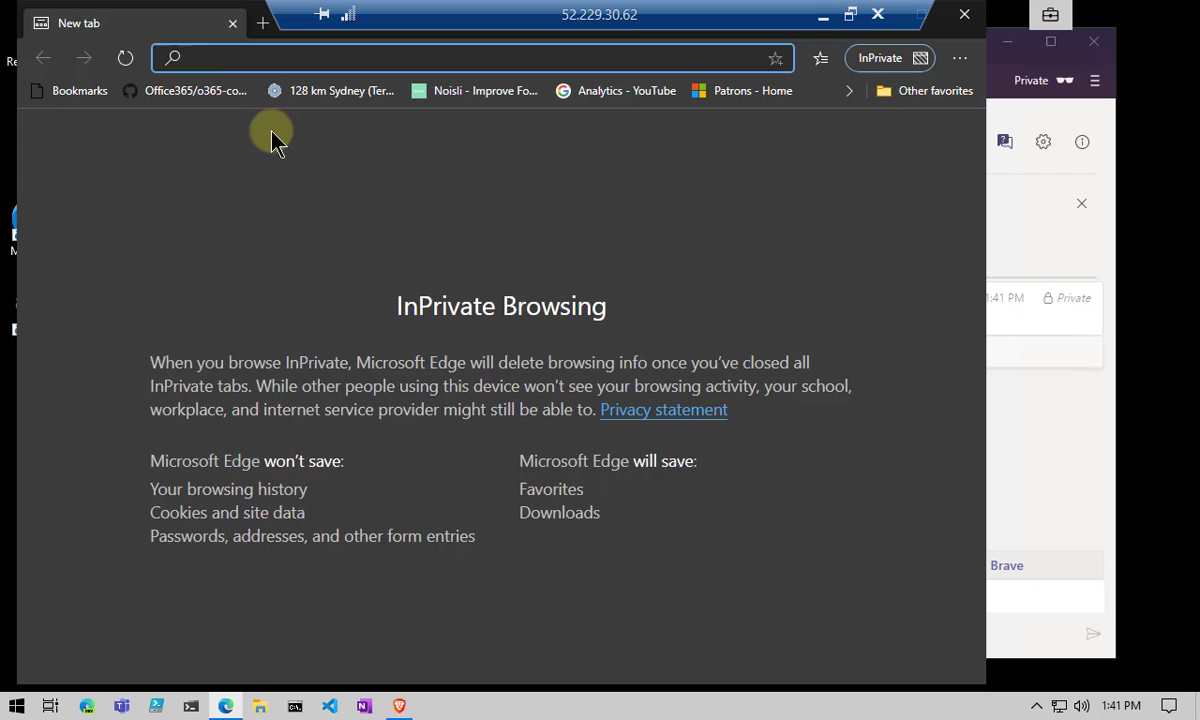 New tab
52.229.30.62
InPrivate
Private
Bookmarks
Office365/o365-co...
128 km Sydney (Ter...
Noisli - Improve Fo...
Analytics - YouTube
Patrons - Home
Other favorites
InPrivate Browsing
When you browse InPrivate, Microsoft Edge will delete browsing info once you've closed all
InPrivate tabs. While other people using this device won't see your browsing activity, your school,
workplace, and internet service provider might still be able to. Privacy statement
Microsoft Edge won't save:
Your browsing history
Cookies and site data
Passwords, addresses, and other form entries
Microsoft Edge will save:
Favorites
Downloads
1:41 PM
Private
Brave
1:41 PM